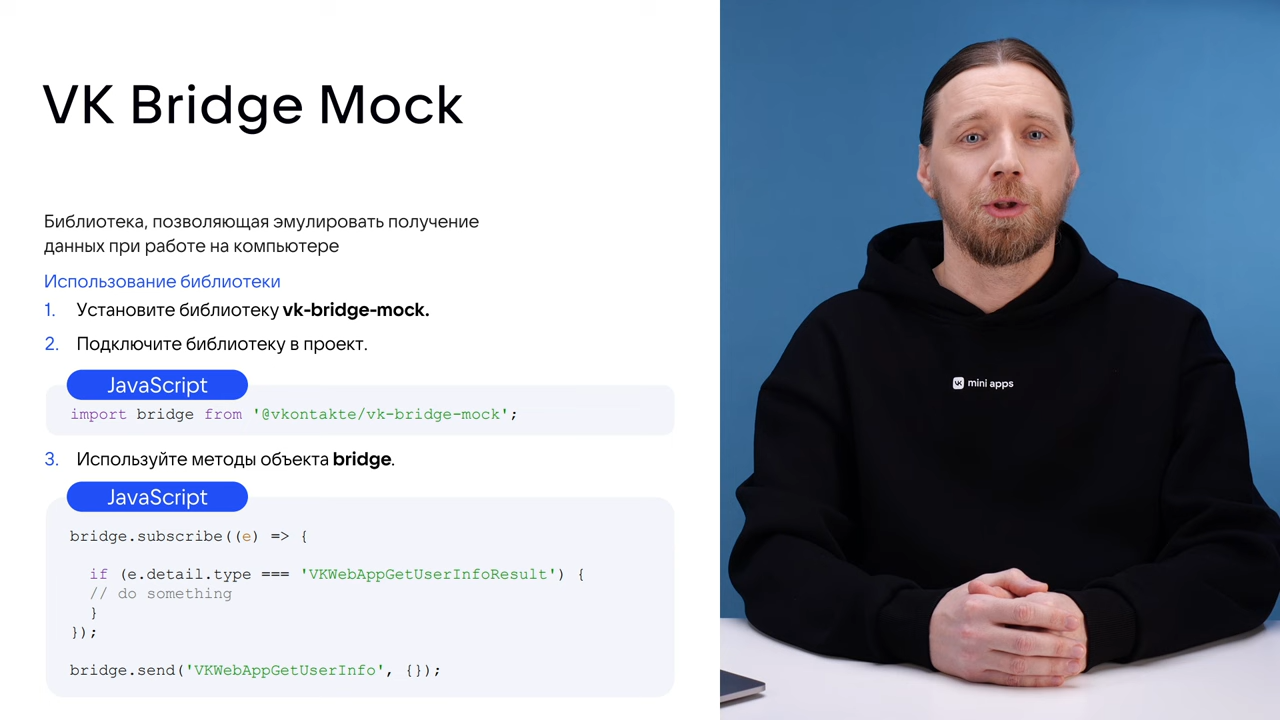 VK Bridge Mock
Библиотека, позволяющая эмулировать получение
данных при работе на компьютере
Использование библиотеки
1. Установите библиотеку vk-bridge-mock.
2. Подключите библиотеку в проект.
JavaScript
import bridge from '@vkontakte/vk-bridge-mock';
3. Используйте методы объекта bridge.
JavaScript
bridge.subscribe((e) => {
if (e.detail.type === 'VKWebAppGetUserInfoResult') {
// do something
}
});
bridge.send('VKWebAppGetUserInfo', {});
VK mini apps